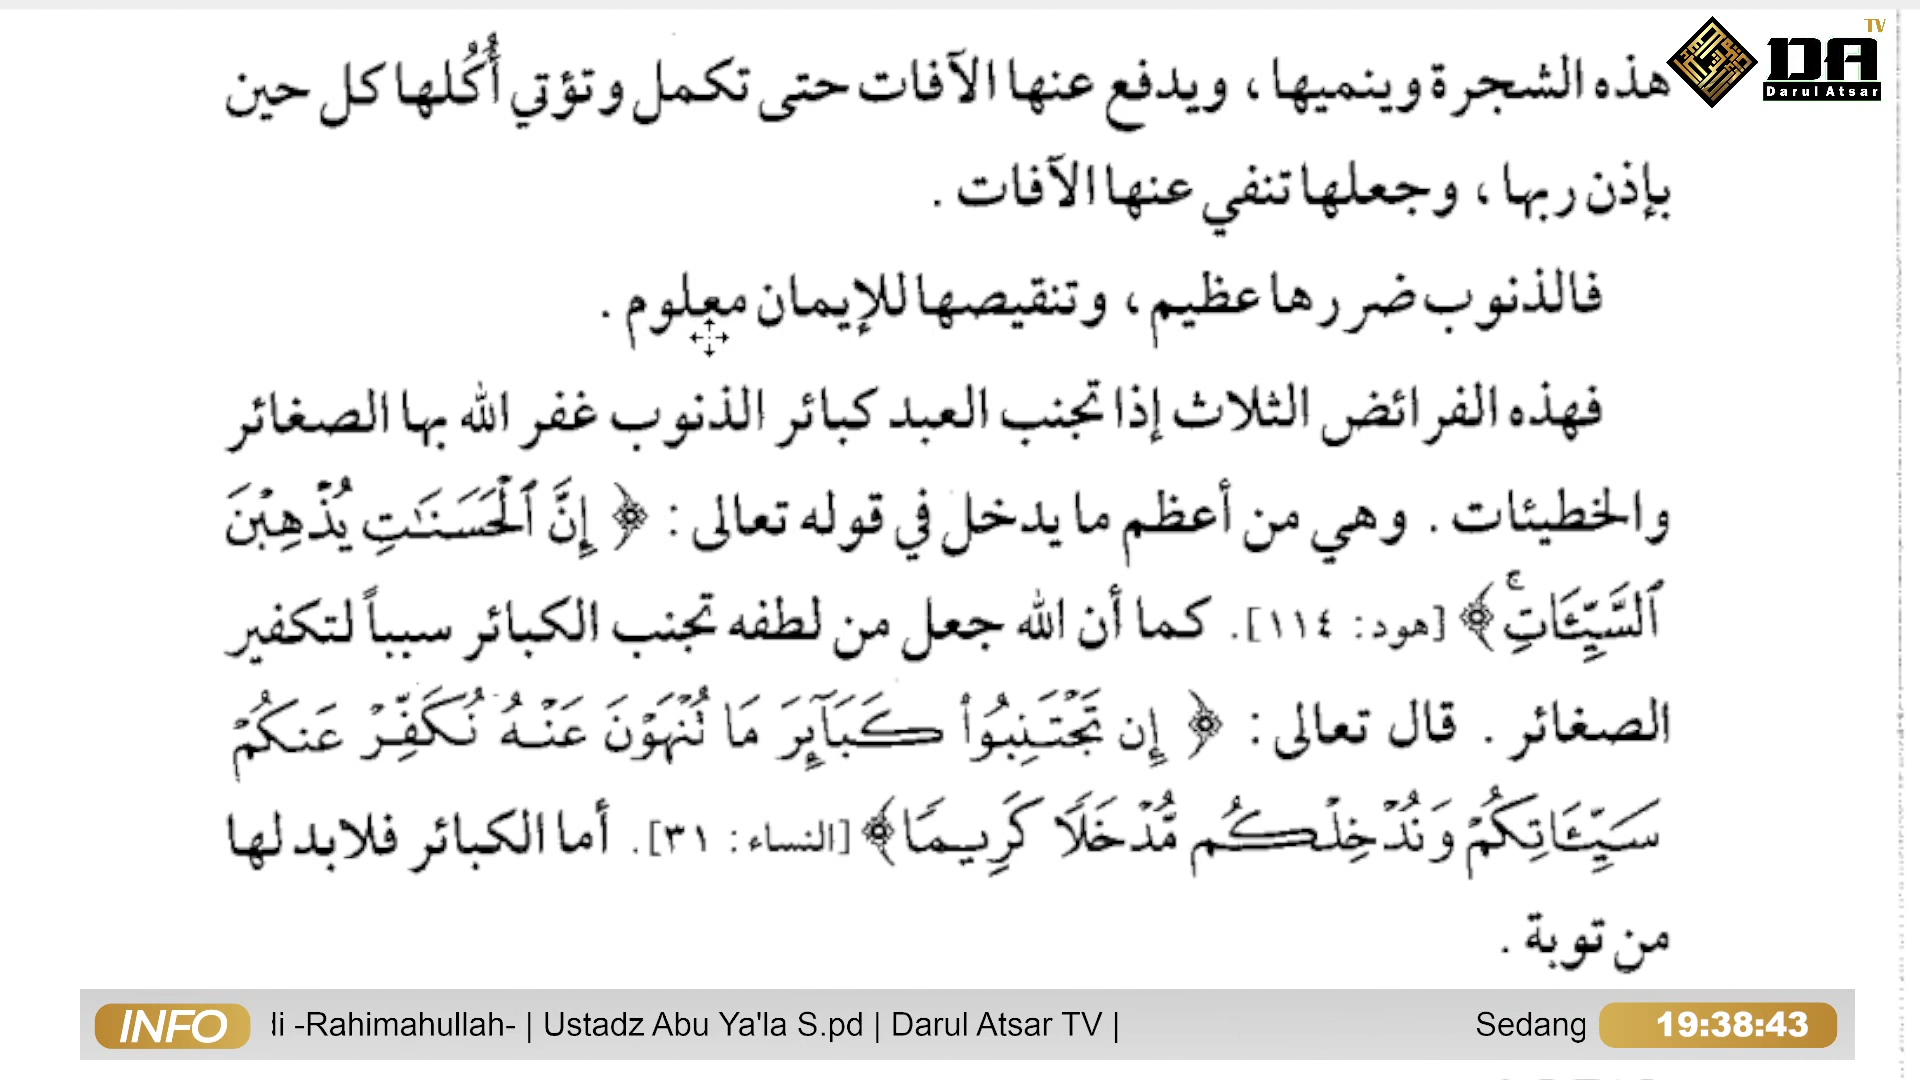 هذه الشجرة وينميها ، ويدفع عنها الآفات حتى تكمل وتؤتي أُكُلها كل حين
بإذن ربها ، وجعلها تنفي عنها الآفات .
فالذنوب ضررها عظيم ، وتنقيصها للإيمان معلوم .
فهذه الفرائض الثلاث إذا تجنب العبد كبائر الذنوب غفر الله بها الصغائر
والخطيئات . وهي من أعظم ما يدخل في قوله تعالى : ﴿ إِنَّ ٱلْحَسَنَـٰتِ يُذْهِبْنَ
ٱلسَّيِّـَٔاتِ ۚ ﴾ [هود: ١١٤]. كما أن الله جعل من لطفه تجنب الكبائر سبباً لتكفير
الصغائر . قال تعالى : ﴿ إِن تَجْتَنِبُوا۟ كَبَآئِرَ مَا تُنْهَوْنَ عَنْهُ نُكَفِّرْ عَنكُمْ
سَيِّـَٔاتِكُمْ وَنُدْخِلْكُم مُّدْخَلًا كَرِيمًا ﴾ [النساء: ٣١]. أما الكبائر فلابد لها
من توبة .
TV
DA
Darul Atsar
INFO
-Rahimahullah- | Ustadz Abu Ya'la S.pd | Darul Atsar TV |
Sedang
19:38:43